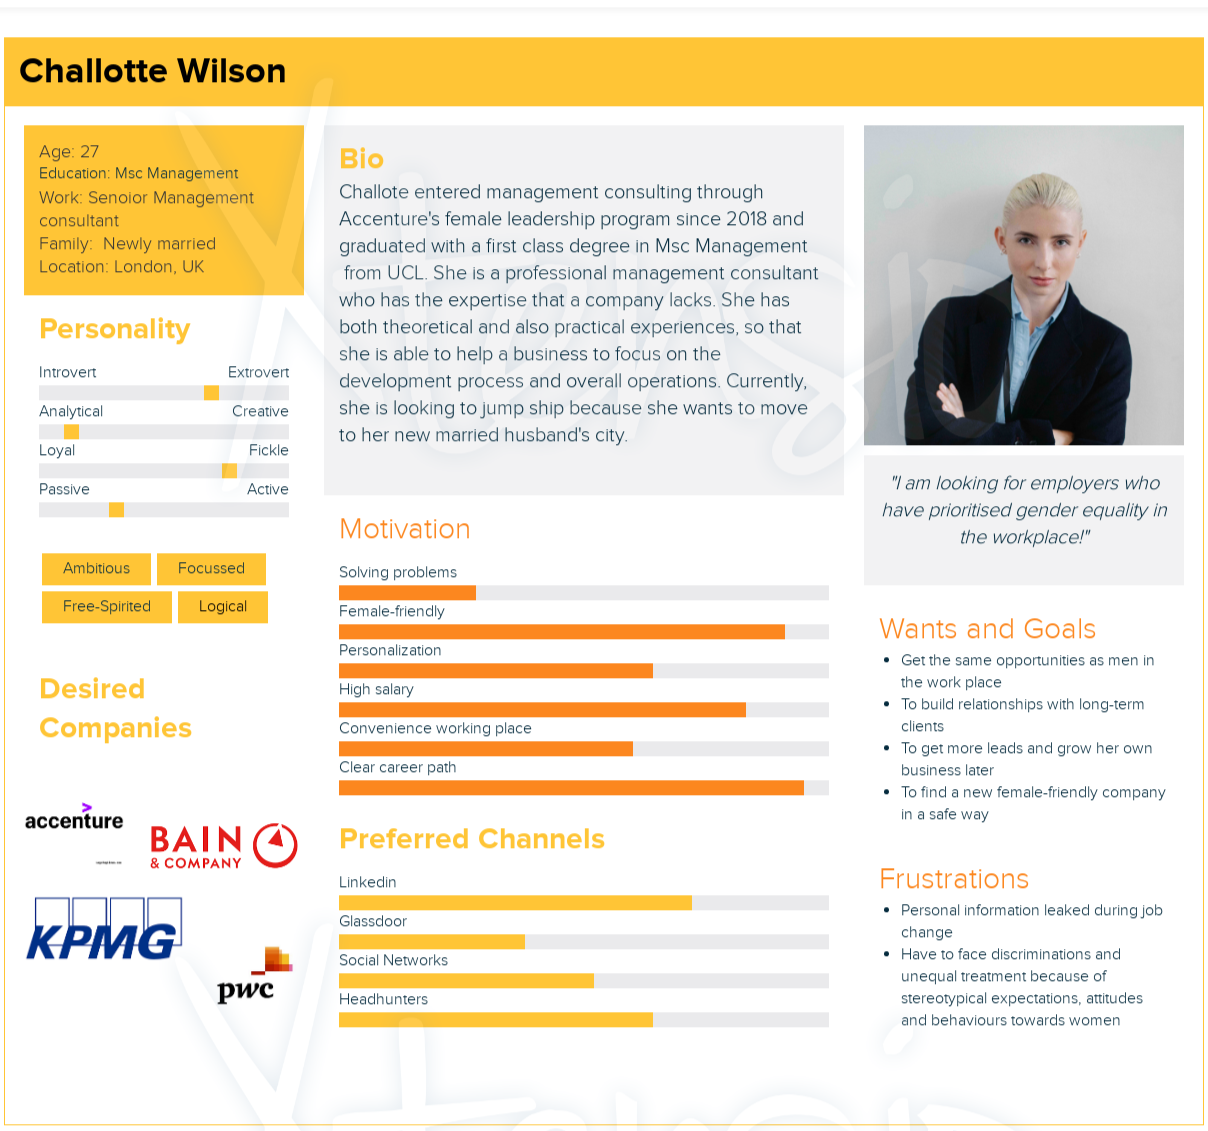 Challotte Wilson
Age: 27
Education: Msc Management
Work: Senoior Management
consultant
Family:  Newly married
Location: London, UK
Personality
Introvert Extrovert
Analytical Creative
Loyal Fickle
Passive Active
Ambitious Focussed
Free-Spirited Logical
Desired
Companies
accenture
BAIN
& COMPANY
KPMG
pwc
Bio
Challote entered management consulting through
Accenture's female leadership program since 2018 and
graduated with a first class degree in Msc Management
from UCL. She is a professional management consultant
who has the expertise that a company lacks. She has
both theoretical and also practical experiences, so that
she is able to help a business to focus on the
development process and overall operations. Currently,
she is looking to jump ship because she wants to move
to her new married husband's city.
Motivation
Solving problems
Female-friendly
Personalization
High salary
Convenience working place
Clear career path
Preferred Channels
Linkedin
Glassdoor
Social Networks
Headhunters
"I am looking for employers who
have prioritised gender equality in
the workplace!"
Wants and Goals
• Get the same opportunities as men in
the work place
• To build relationships with long-term
clients
• To get more leads and grow her own
business later
• To find a new female-friendly company
in a safe way
Frustrations
• Personal information leaked during job
change
• Have to face discriminations and
unequal treatment because of
stereotypical expectations, attitudes
and behaviours towards women
Xtensio